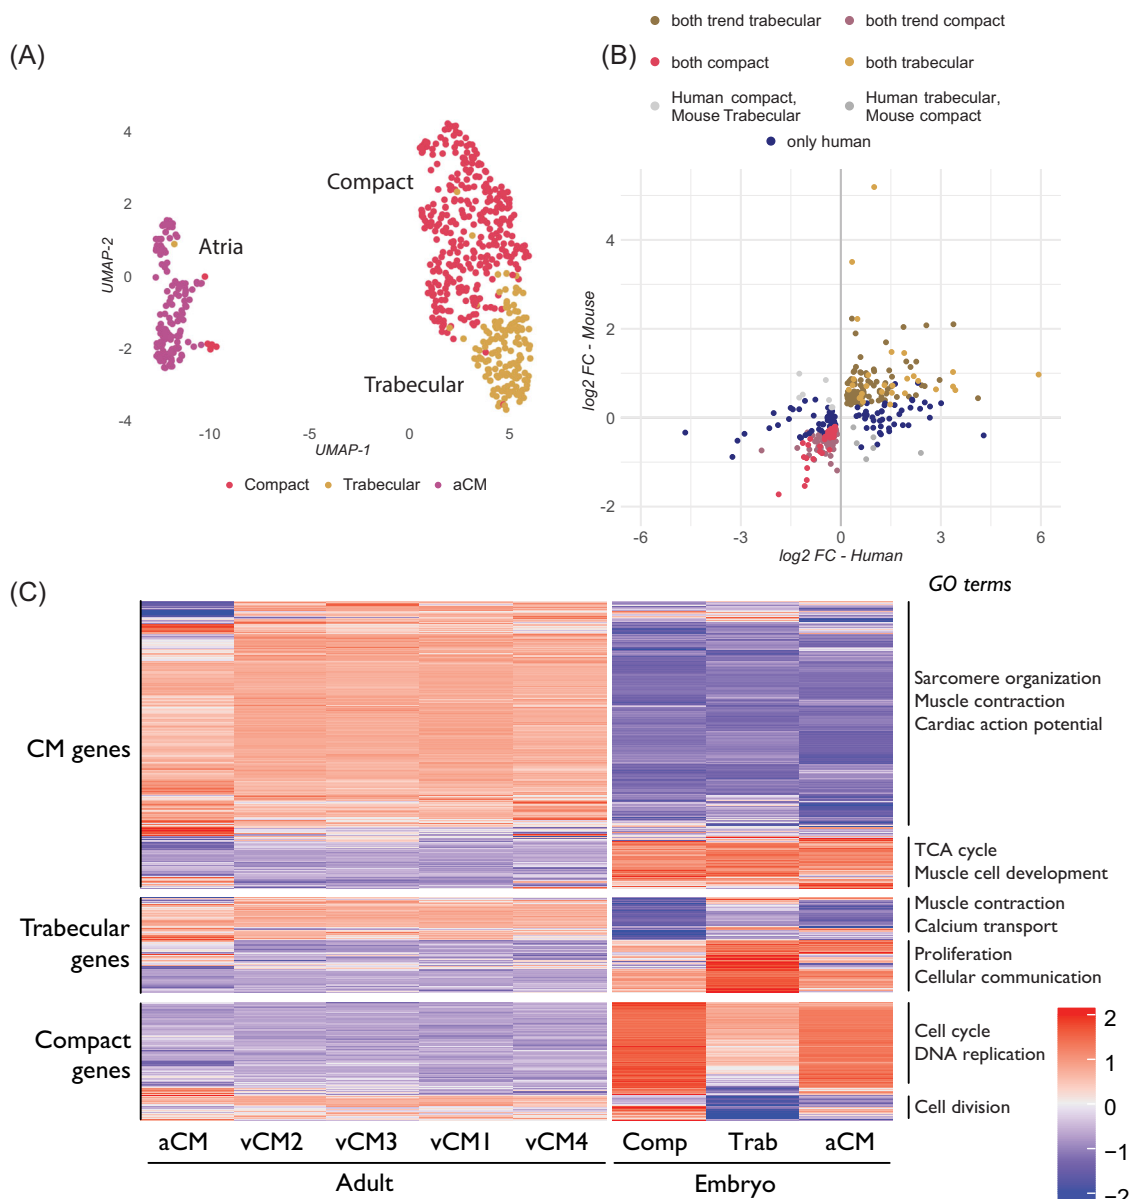 (A)
4
2
0
-2
-4
UMAP-2
Compact
Atria
Trabecular
-10
-5
0
5
UMAP-1
Compact
Trabecular
aCM
(B)
both trend trabecular
both trend compact
both compact
both trabecular
Human compact,
Mouse Trabecular
Human trabecular,
Mouse compact
only human
log2 FC - Mouse
4
2
0
-2
-6
-3
0
3
6
log2 FC - Human
(C)
GO terms
CM genes
Sarcomere organization
Muscle contraction
Cardiac action potential
TCA cycle
Muscle cell development
Trabecular
genes
Muscle contraction
Calcium transport
Proliferation
Cellular communication
Compact
genes
Cell cycle
DNA replication
Cell division
2
1
0
−1
−2
aCM
vCM2
vCM3
vCM1
vCM4
Comp
Trab
aCM
Adult
Embryo